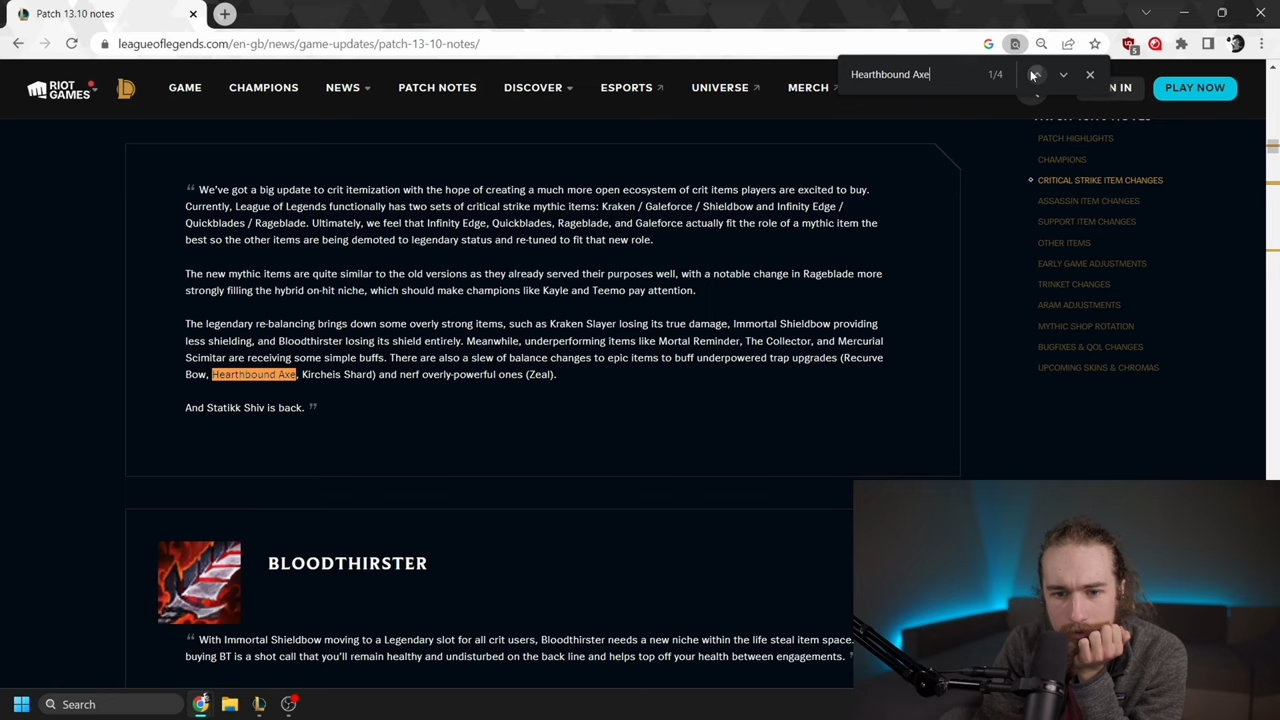 Patch 13.10 notes
leagueoflegends.com/en-gb/news/game-updates/patch-13-10-notes/
5
Hearthbound Axe 1/4
RIOT GAMES
GAME CHAMPIONS NEWS PATCH NOTES DISCOVER ESPORTS UNIVERSE MERCH
N IN
PLAY NOW
“ We've got a big update to crit itemization with the hope of creating a much more open ecosystem of crit items players are excited to buy.
Currently, League of Legends functionally has two sets of critical strike mythic items: Kraken / Galeforce / Shieldbow and Infinity Edge /
Quickblades / Rageblade. Ultimately, we feel that Infinity Edge, Quickblades, Rageblade, and Galeforce actually fit the role of a mythic item the
best so the other items are being demoted to legendary status and re-tuned to fit that new role.
The new mythic items are quite similar to the old versions as they already served their purposes well, with a notable change in Rageblade more
strongly filling the hybrid on-hit niche, which should make champions like Kayle and Teemo pay attention.
The legendary re-balancing brings down some overly strong items, such as Kraken Slayer losing its true damage, Immortal Shieldbow providing
less shielding, and Bloodthirster losing its shield entirely. Meanwhile, underperforming items like Mortal Reminder, The Collector, and Mercurial
Scimitar are receiving some simple buffs. There are also a slew of balance changes to epic items to buff underpowered trap upgrades (Recurve
Bow, Hearthbound Axe, Kircheis Shard) and nerf overly-powerful ones (Zeal).
And Statikk Shiv is back. ”
PATCH HIGHLIGHTS
CHAMPIONS
CRITICAL STRIKE ITEM CHANGES
ASSASSIN ITEM CHANGES
SUPPORT ITEM CHANGES
OTHER ITEMS
EARLY GAME ADJUSTMENTS
TRINKET CHANGES
ARAM ADJUSTMENTS
MYTHIC SHOP ROTATION
BUGFIXES & QOL CHANGES
UPCOMING SKINS & CHROMAS
BLOODTHIRSTER
“ With Immortal Shieldbow moving to a Legendary slot for all crit users, Bloodthirster needs a new niche within the life steal item space.
buying BT is a shot call that you'll remain healthy and undisturbed on the back line and helps top off your health between engagements. ”
Search